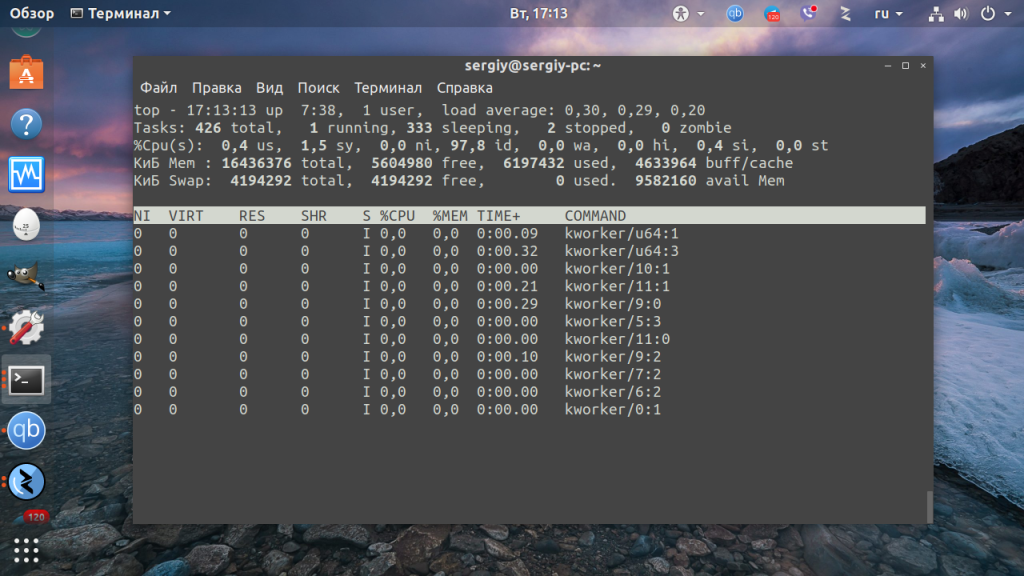 Обзор Терминал Вт, 17:13 qb 120 ru
sergiy@sergiy-pc: ~
Файл Правка Вид Поиск Терминал Справка
top - 17:13:13 up  7:38,  1 user,  load average: 0,30, 0,29, 0,20
Tasks: 426 total,   1 running, 333 sleeping,   2 stopped,   0 zombie
%Cpu(s):  0,4 us,  1,5 sy,  0,0 ni, 97,8 id,  0,0 wa,  0,0 hi,  0,4 si,  0,0 st
КиБ Mem : 16436376 total,  5604980 free,  6197432 used,  4633964 buff/cache
КиБ Swap:  4194292 total,  4194292 free,        0 used.  9582160 avail Mem
NI  VIRT    RES    SHR    S %CPU  %MEM TIME+     COMMAND
0   0       0      0      I 0,0   0,0  0:00.09   kworker/u64:1
0   0       0      0      I 0,0   0,0  0:00.32   kworker/u64:3
0   0       0      0      I 0,0   0,0  0:00.00   kworker/10:1
0   0       0      0      I 0,0   0,0  0:00.21   kworker/11:1
0   0       0      0      I 0,0   0,0  0:00.29   kworker/9:0
0   0       0      0      I 0,0   0,0  0:00.00   kworker/5:3
0   0       0      0      I 0,0   0,0  0:00.00   kworker/11:0
0   0       0      0      I 0,0   0,0  0:00.10   kworker/9:2
0   0       0      0      I 0,0   0,0  0:00.00   kworker/7:2
0   0       0      0      I 0,0   0,0  0:00.00   kworker/6:2
0   0       0      0      I 0,0   0,0  0:00.00   kworker/0:1
?
25
>_
qb
120